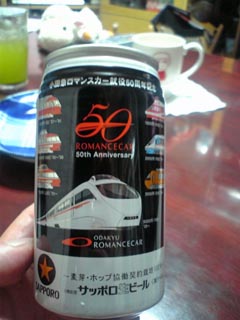 小田急ロマンスカー就役50周年記念
50
ROMANCECAR
50th Anniversary
ODAKYU
ROMANCECAR
麦芽・ホップ協働契約栽培
SAPPORO
サッポロ生ビール